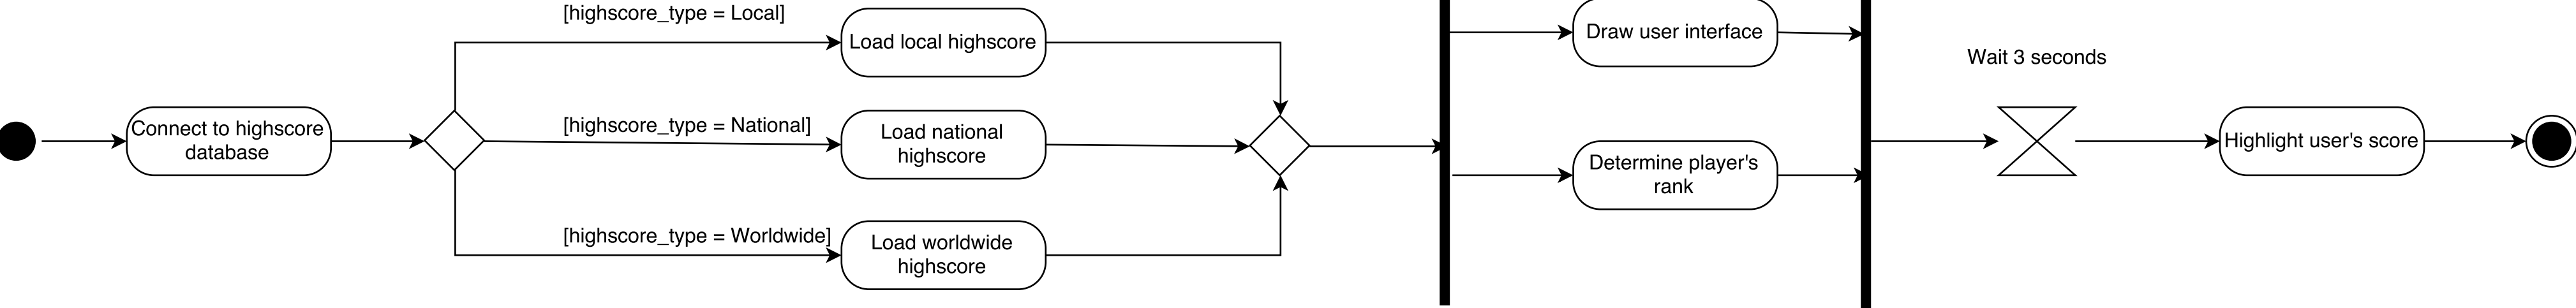 Connect to highscore
database
[highscore_type = Local]
Load local highscore
[highscore_type = National]
Load national
highscore
[highscore_type = Worldwide]
Load worldwide
highscore
Draw user interface
Determine player's
rank
Wait 3 seconds
Highlight user's score